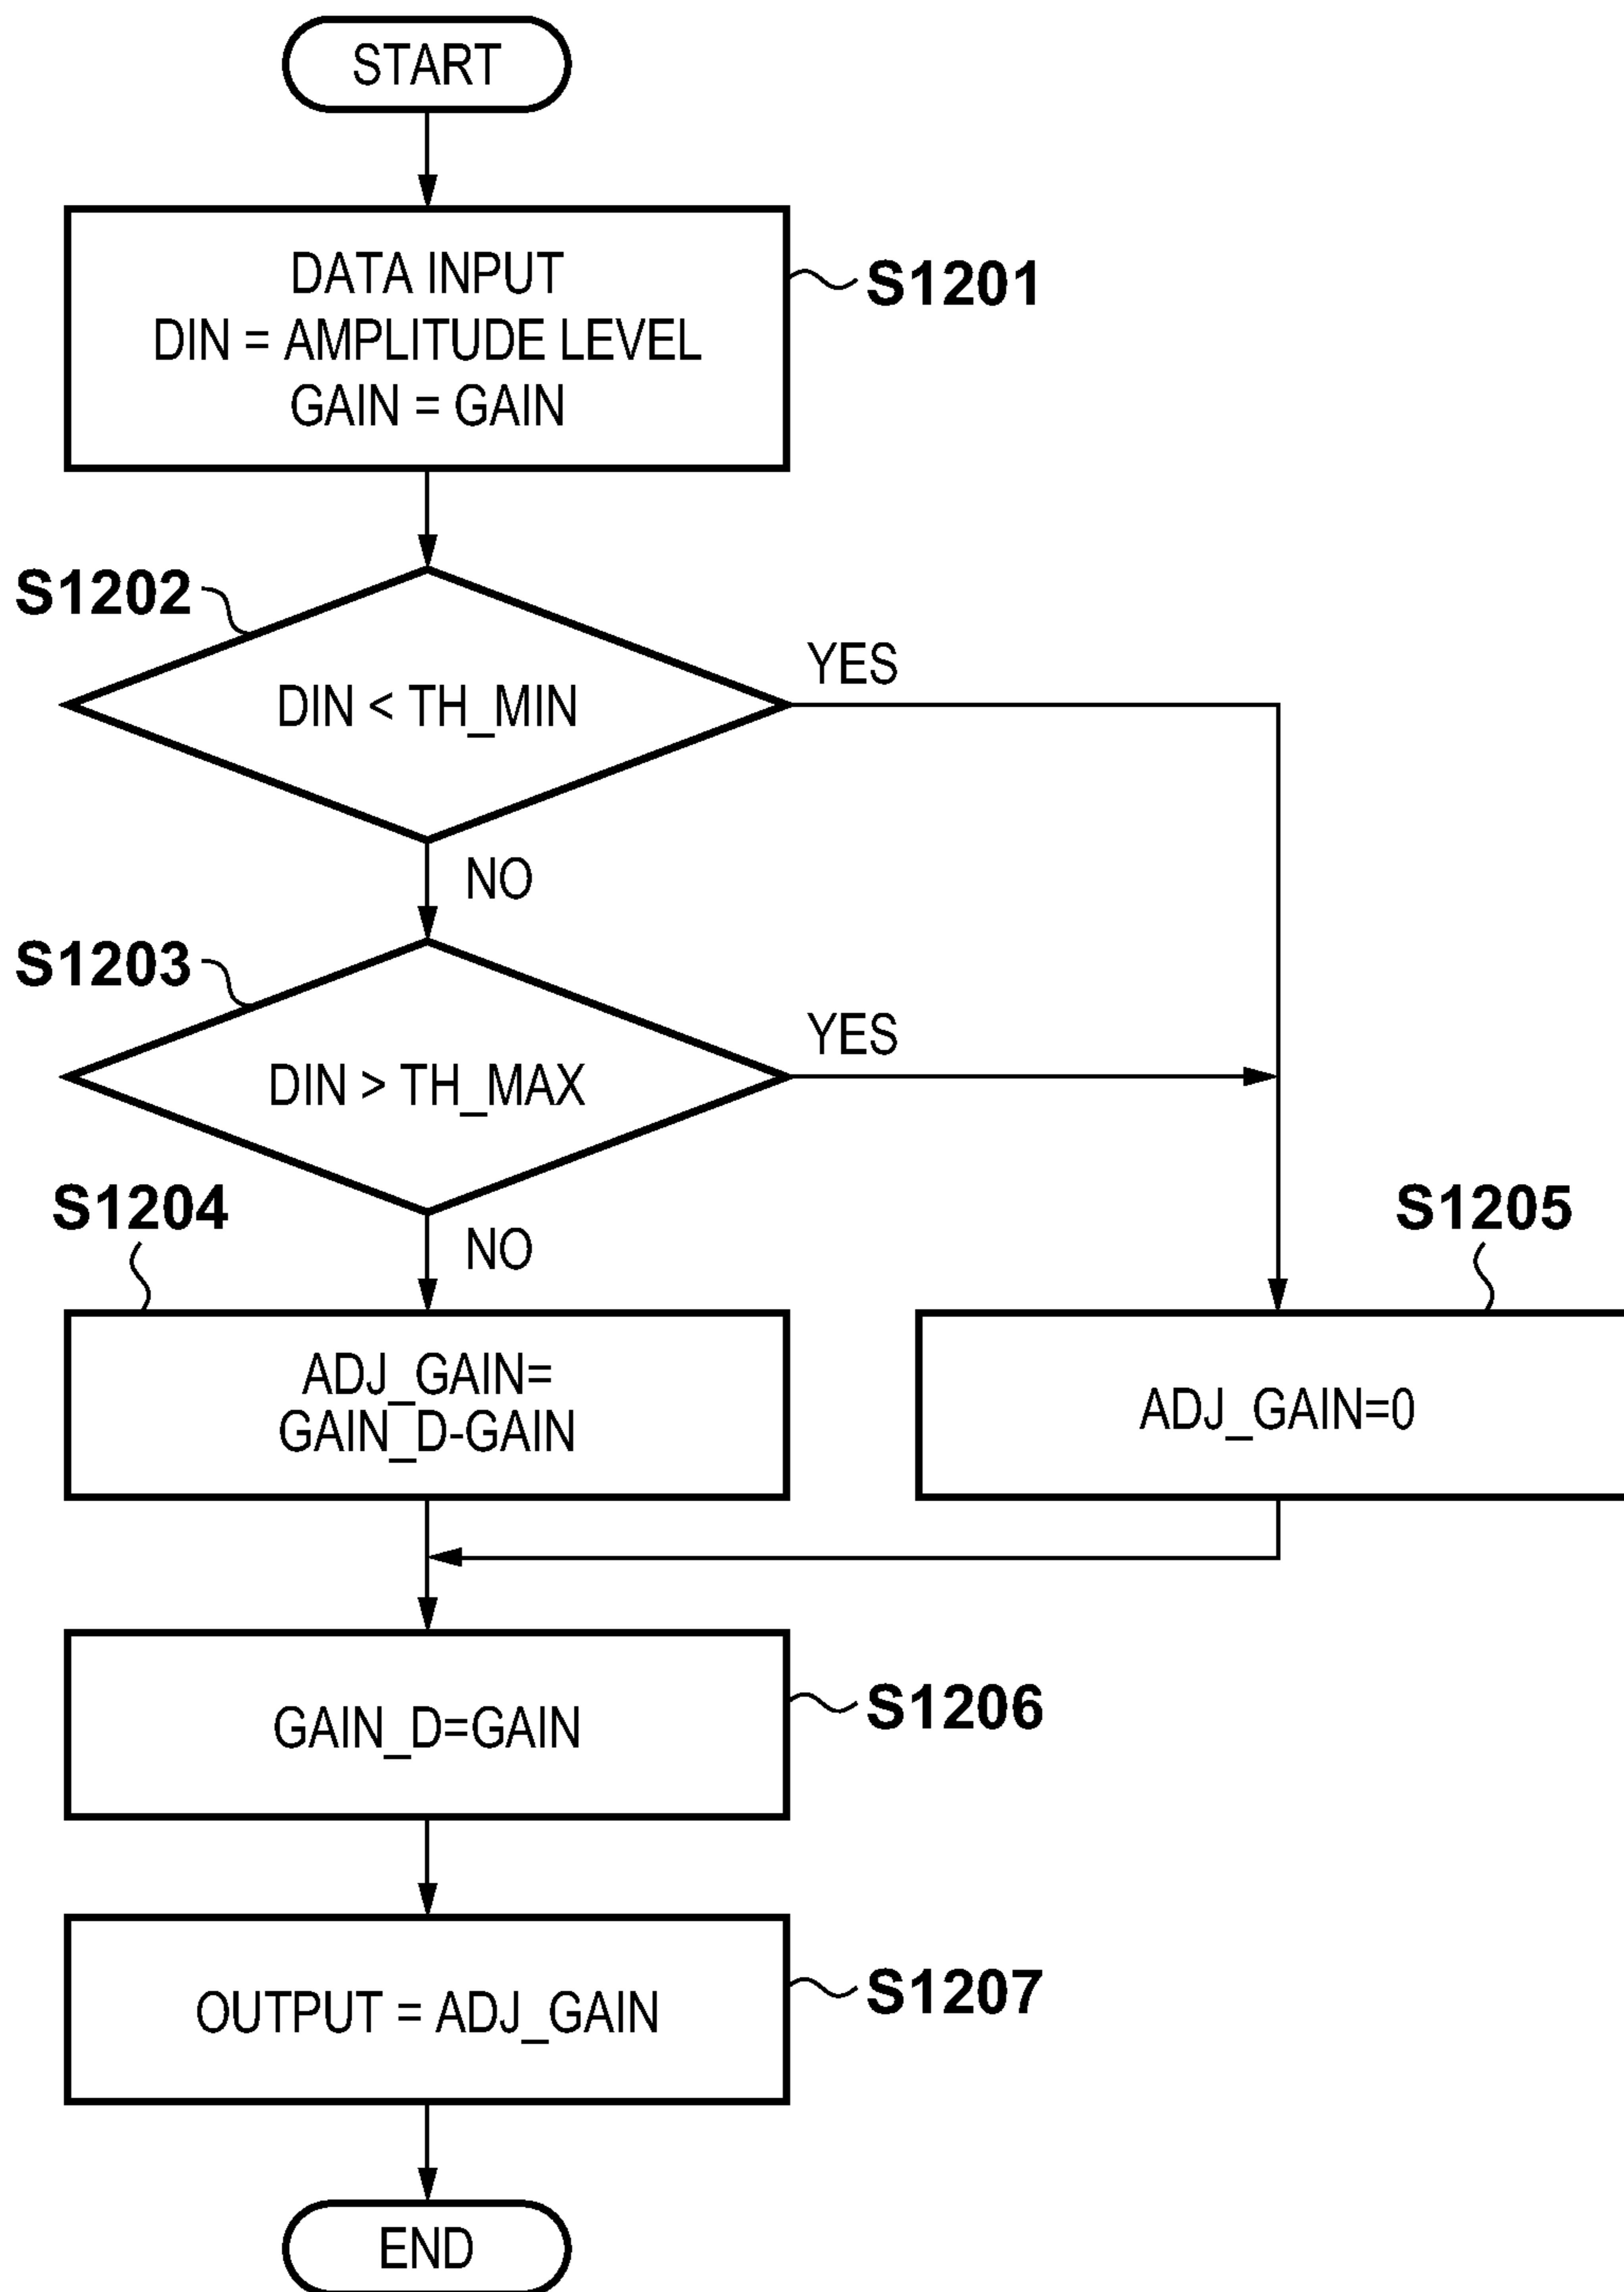 START
DATA INPUT
DIN = AMPLITUDE LEVEL
GAIN = GAIN
S1201
S1202
DIN < TH_MIN
YES
NO
S1203
DIN > TH_MAX
YES
NO
S1204
ADJ_GAIN=
GAIN_D-GAIN
S1205
ADJ_GAIN=0
GAIN_D=GAIN
S1206
OUTPUT = ADJ_GAIN
S1207
END